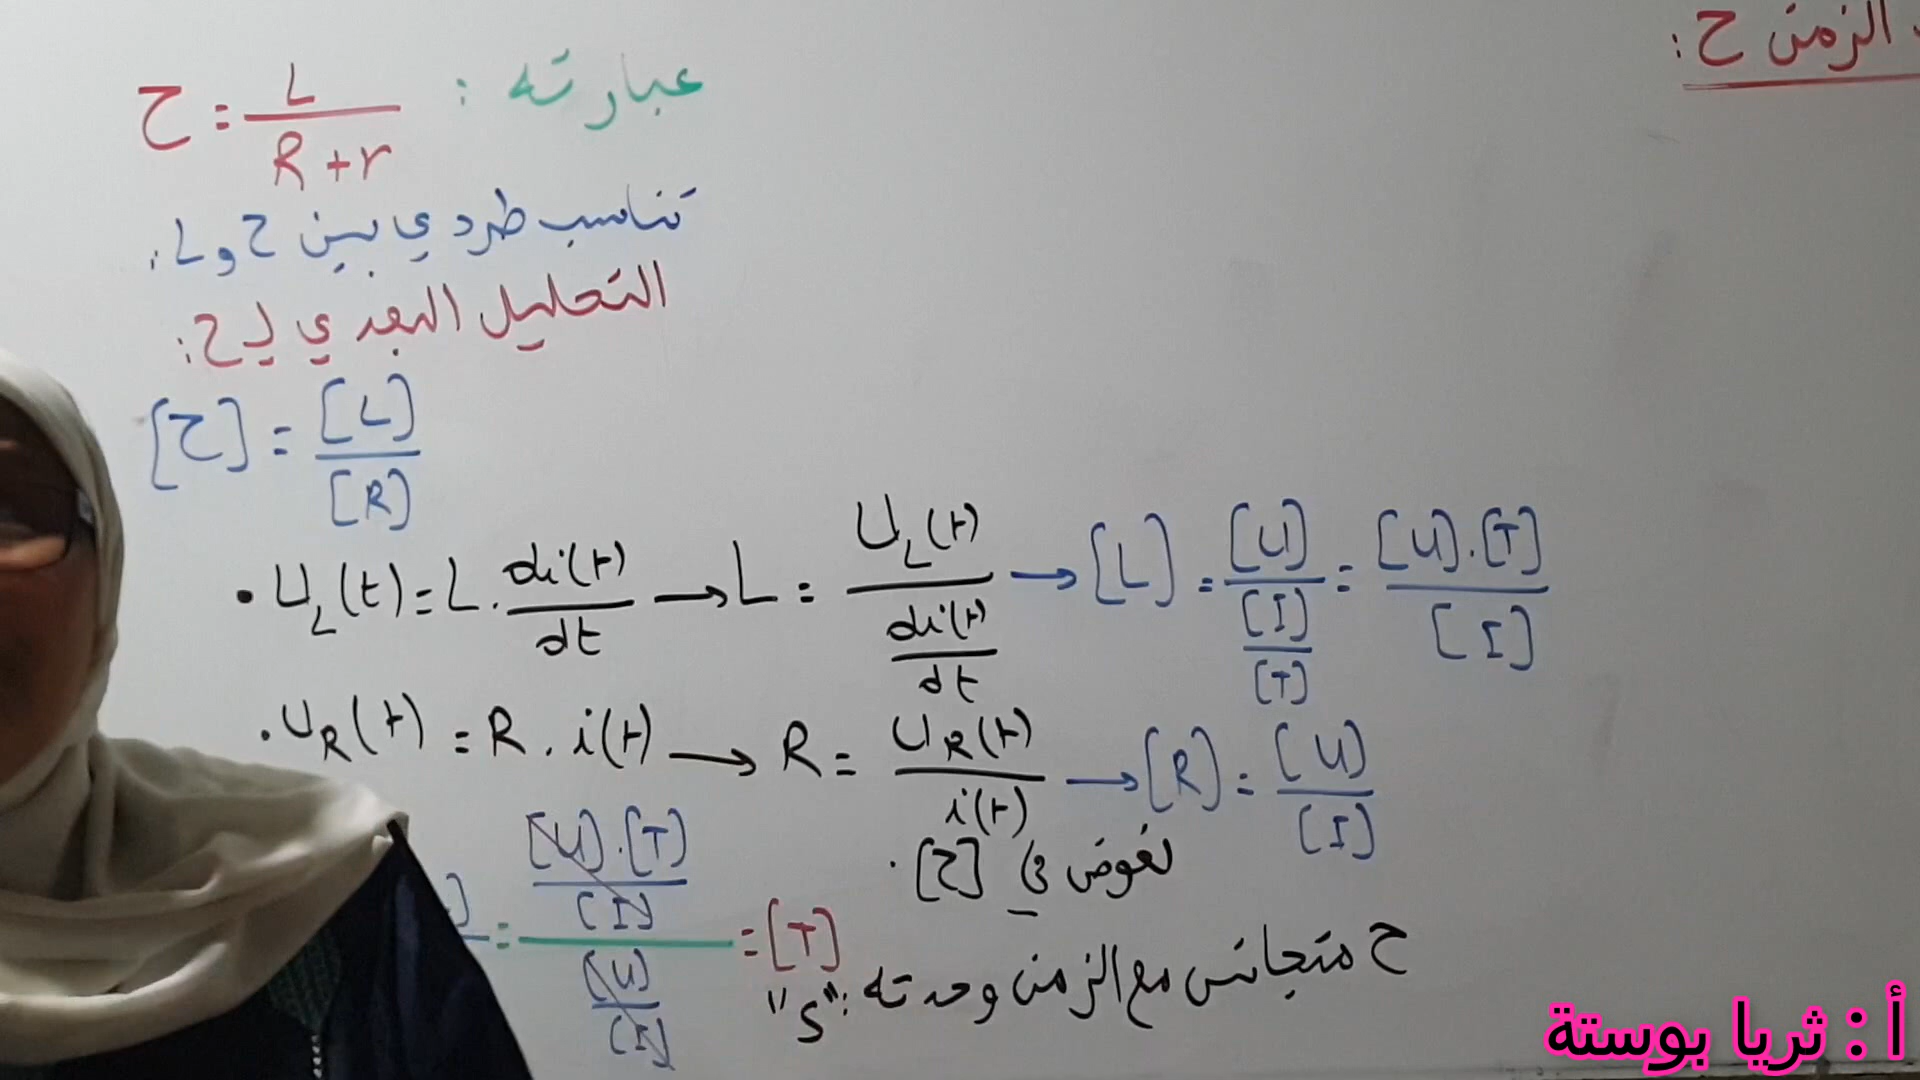 الزمن τ :
عبارته : τ = L / (R + r)
تناسب طردي بين τ و L :
التحليل البعدي لـ τ :
[τ] = [L] / [R]
• U_L(t) = L . di(t)/dt → L = U_L(t) / (di(t)/dt) → [L] = [U] / ([I]/[T]) = [U].[T] / [I]
• U_R(t) = R . i(t) → R = U_R(t) / i(t) → [R] = [U] / [I]
نعوض في [τ] .
] = ([U].[T] / [I]) / ([U] / [I]) = [T]
τ متجانس مع الزمن وحدته : "s"
أ : ثريا بوستة